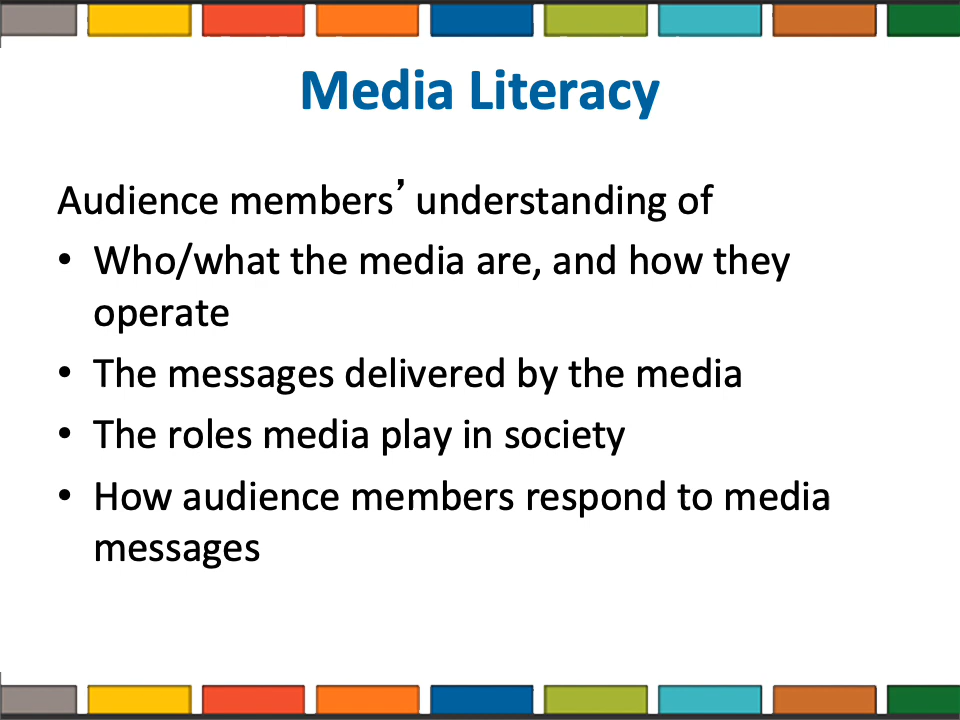 Media Literacy
Audience members’ understanding of
• Who/what the media are, and how they
operate
• The messages delivered by the media
• The roles media play in society
• How audience members respond to media
messages